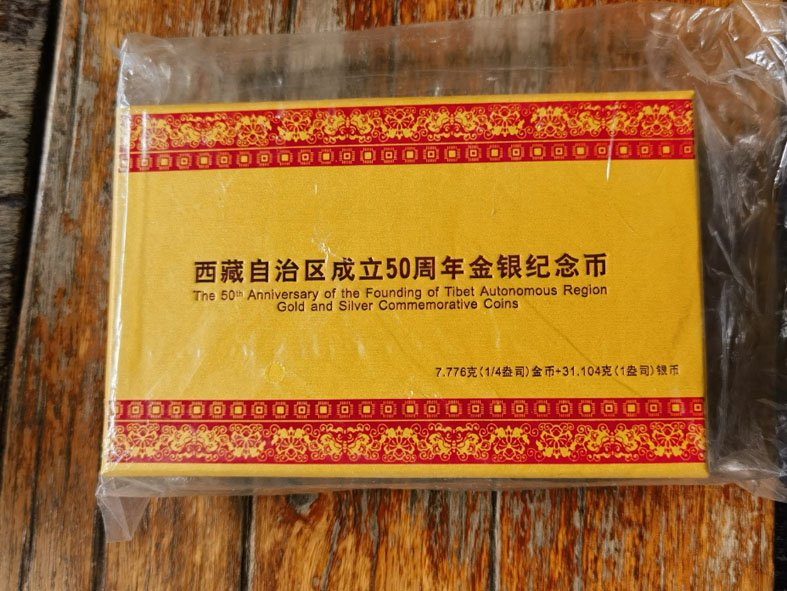 西藏自治区成立50周年金银纪念币
The 50th Anniversary of the Founding of Tibet Autonomous Region
Gold and Silver Commemorative Coins
7.776克(1/4盎司)金币+31.104克(1盎司)银币